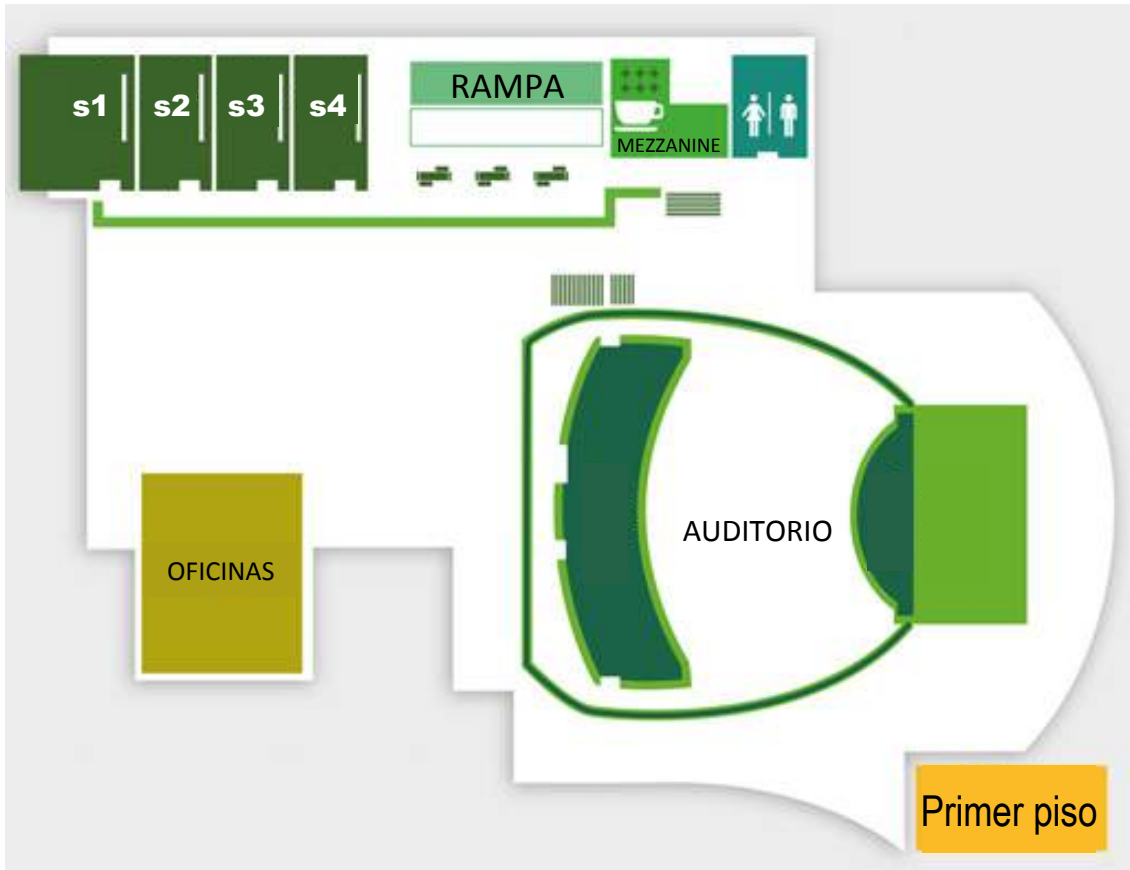 s1 s2 s3 s4
RAMPA
MEZZANINE
AUDITORIO
OFICINAS
Primer piso